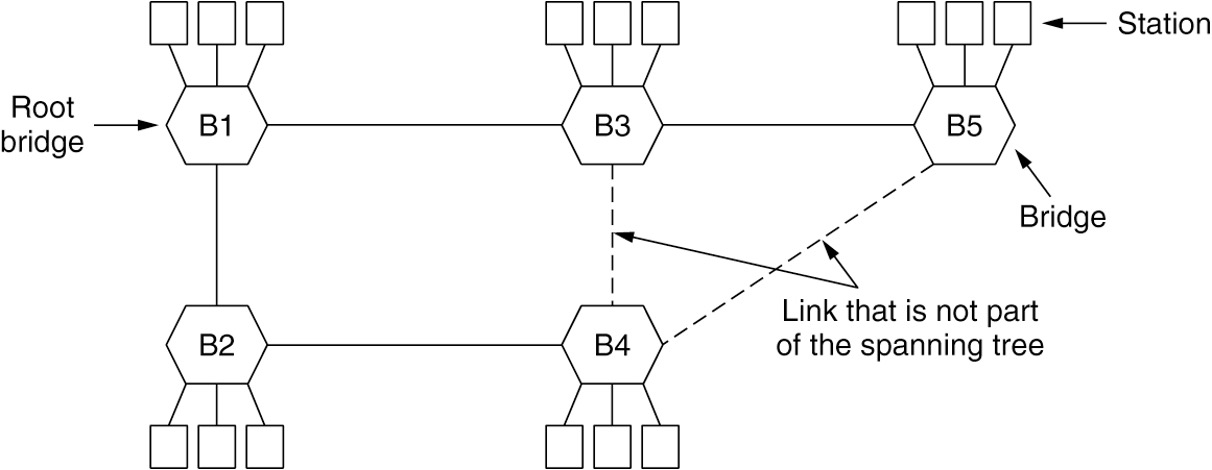 Station
Root
bridge
B1
B3
B5
Bridge
Link that is not part
of the spanning tree
B2
B4